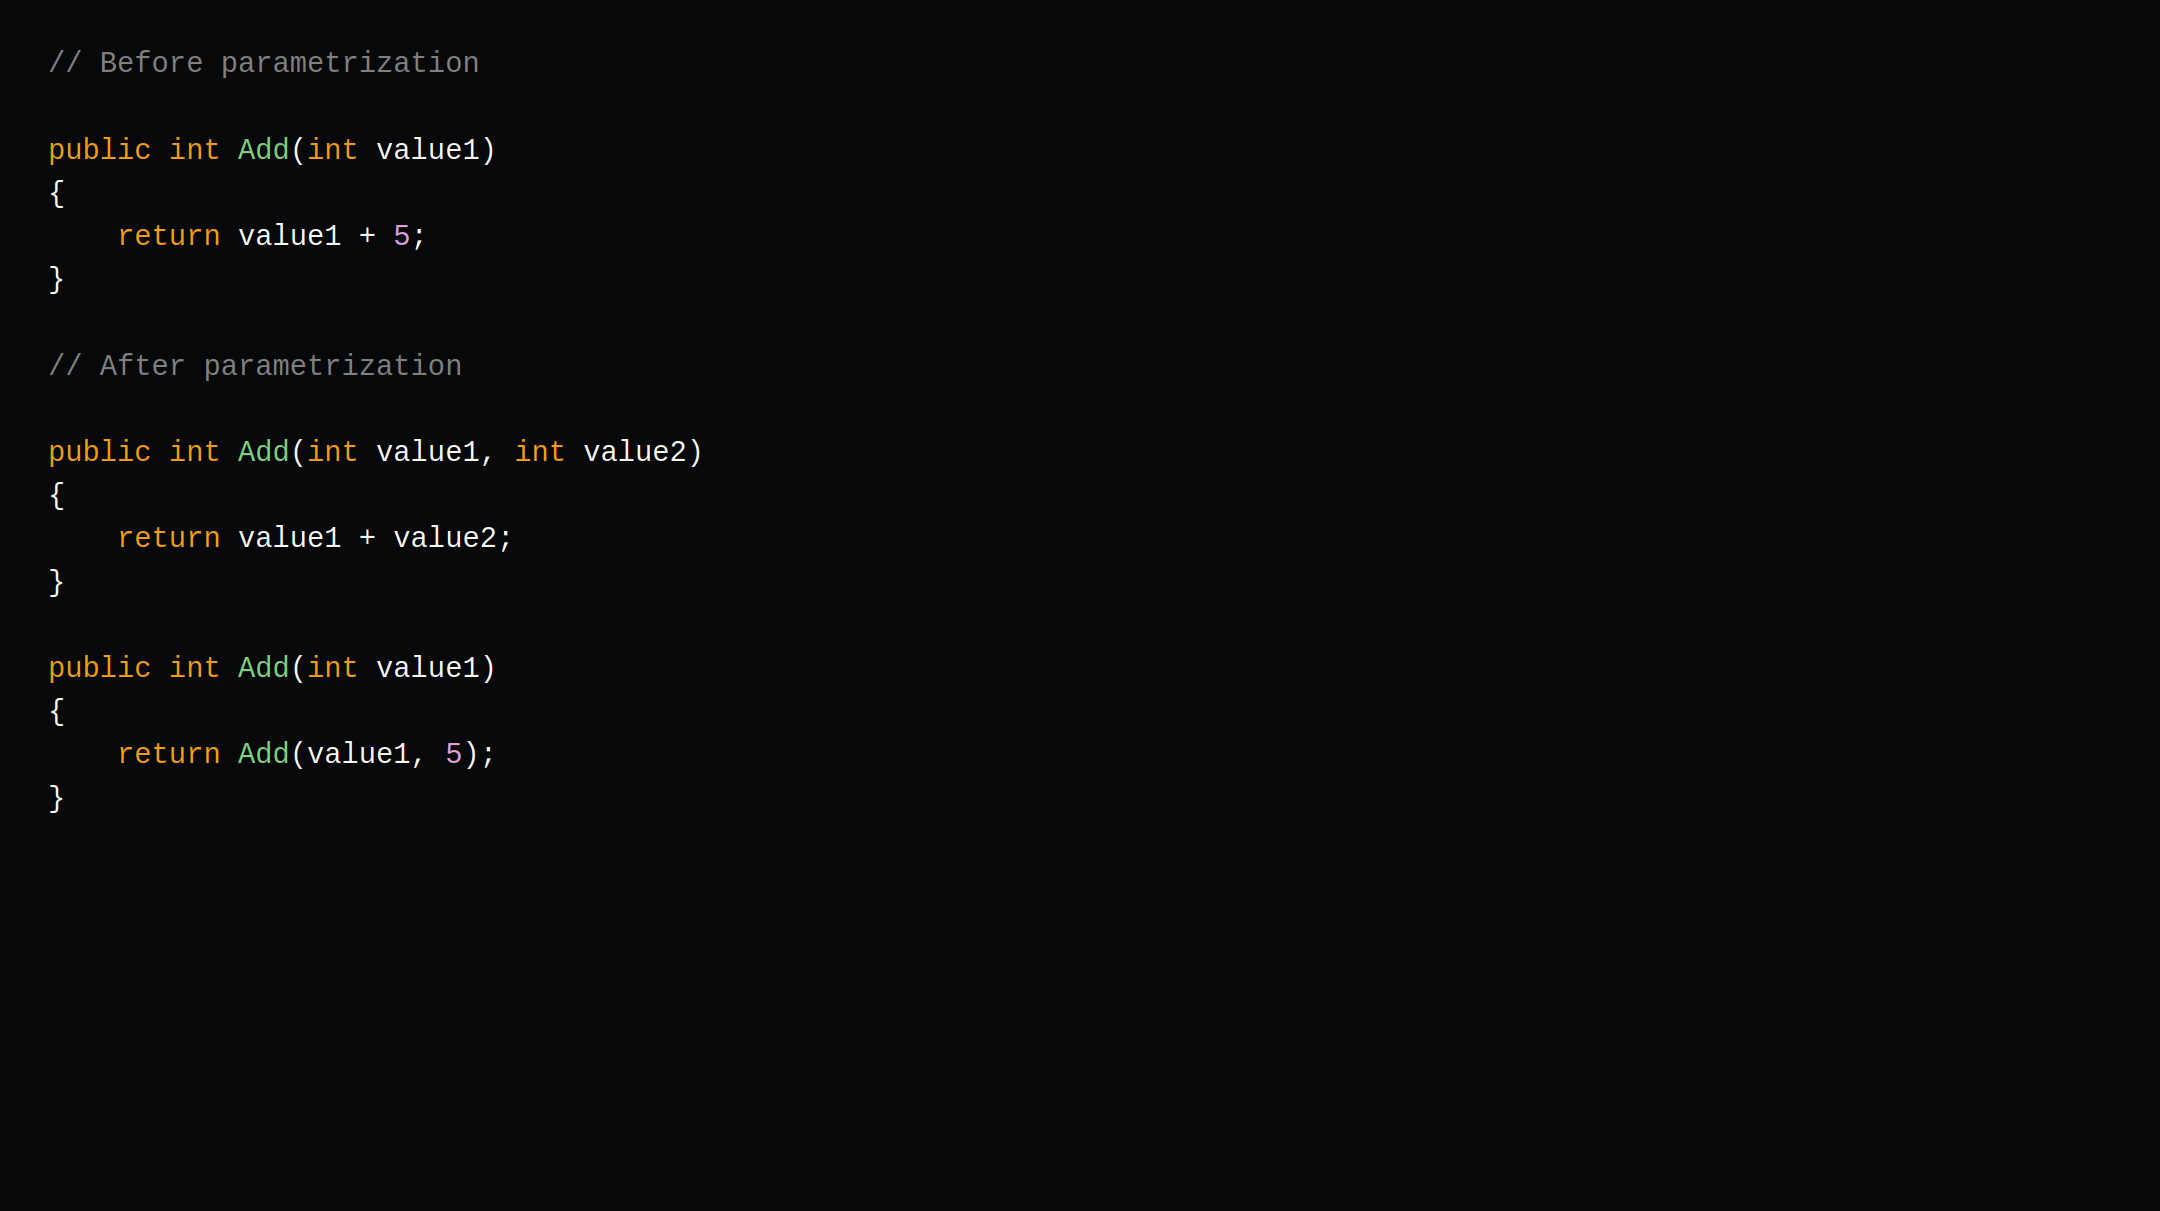 // Before parametrization

public int Add(int value1)
{
    return value1 + 5;
}

// After parametrization

public int Add(int value1, int value2)
{
    return value1 + value2;
}

public int Add(int value1)
{
    return Add(value1, 5);
}